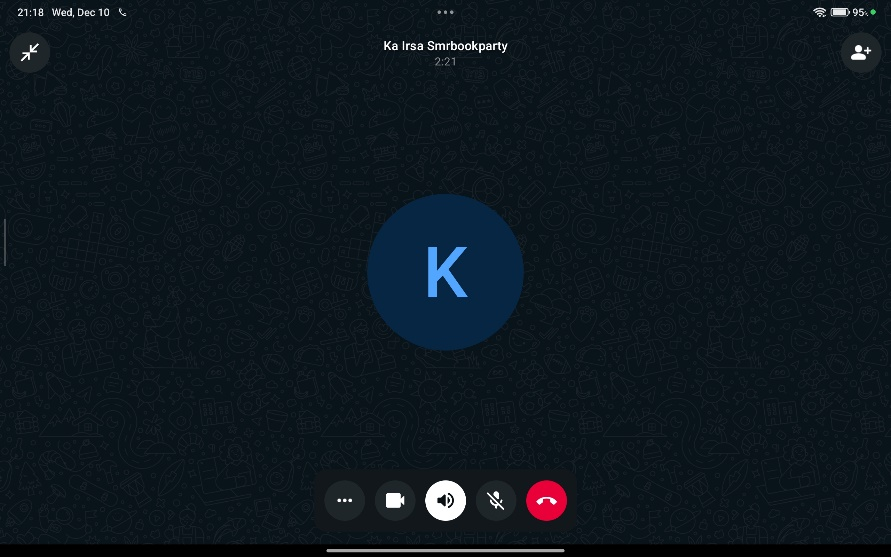 21:18 Wed, Dec 10
95%
Ka Irsa Smrbookparty
2:21
K